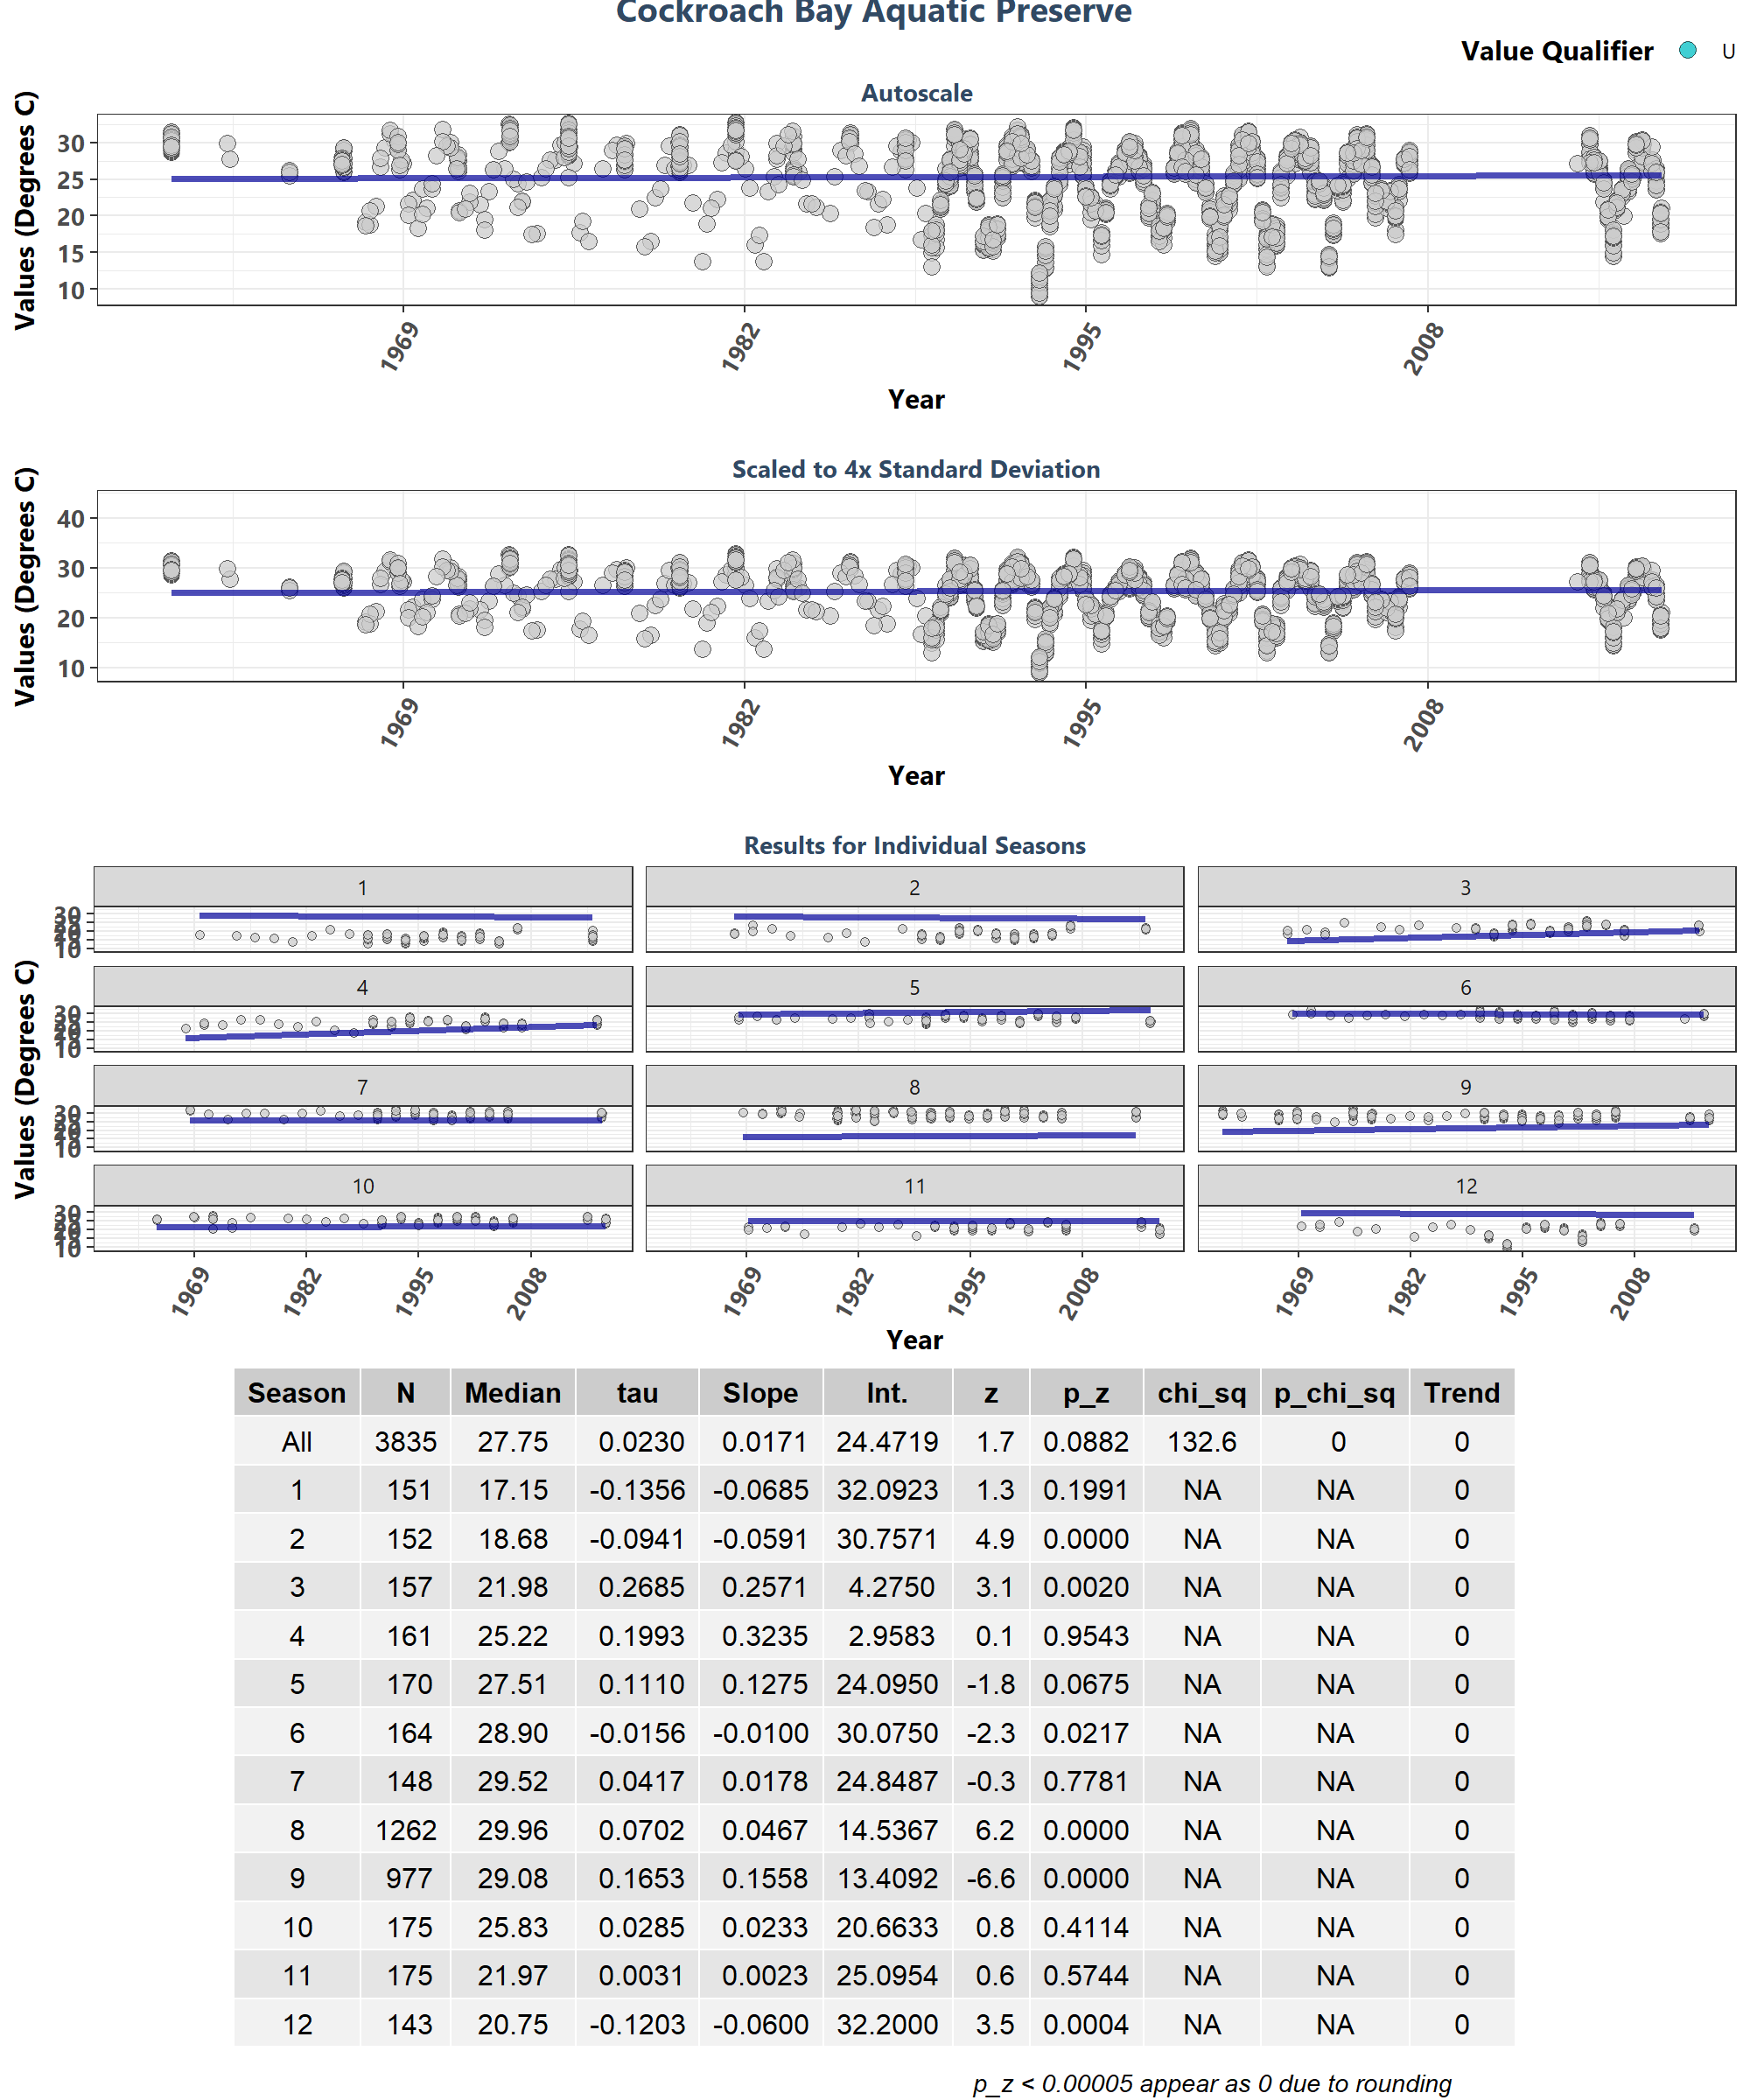 Cockroach Bay Aquatic Preserve
Value Qualifier U
Autoscale
Values (Degrees C)
30
25
20
15
10
1969 1982 1995 2008
Year
Scaled to 4x Standard Deviation
Values (Degrees C)
40
30
20
10
1969 1982 1995 2008
Year
Results for Individual Seasons
Values (Degrees C)
1 2 3
30
10
4 5 6
30
10
7 8 9
30
10
10 11 12
30
10
1969 1982 1995 2008 1969 1982 1995 2008 1969 1982 1995 2008
Year
Season N Median tau Slope Int. z p_z chi_sq p_chi_sq Trend
All 3835 27.75 0.0230 0.0171 24.4719 1.7 0.0882 132.6 0 0
1 151 17.15 -0.1356 -0.0685 32.0923 1.3 0.1991 NA NA 0
2 152 18.68 -0.0941 -0.0591 30.7571 4.9 0.0000 NA NA 0
3 157 21.98 0.2685 0.2571 4.2750 3.1 0.0020 NA NA 0
4 161 25.22 0.1993 0.3235 2.9583 0.1 0.9543 NA NA 0
5 170 27.51 0.1110 0.1275 24.0950 -1.8 0.0675 NA NA 0
6 164 28.90 -0.0156 -0.0100 30.0750 -2.3 0.0217 NA NA 0
7 148 29.52 0.0417 0.0178 24.8487 -0.3 0.7781 NA NA 0
8 1262 29.96 0.0702 0.0467 14.5367 6.2 0.0000 NA NA 0
9 977 29.08 0.1653 0.1558 13.4092 -6.6 0.0000 NA NA 0
10 175 25.83 0.0285 0.0233 20.6633 0.8 0.4114 NA NA 0
11 175 21.97 0.0031 0.0023 25.0954 0.6 0.5744 NA NA 0
12 143 20.75 -0.1203 -0.0600 32.2000 3.5 0.0004 NA NA 0
p_z < 0.00005 appear as 0 due to rounding